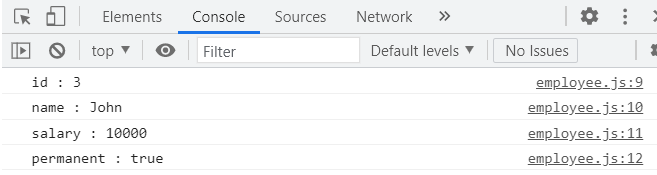 Elements Console Sources Network
top Filter Default levels No Issues
id : 3 employee.js:9
name : John employee.js:10
salary : 10000 employee.js:11
permanent : true employee.js:12